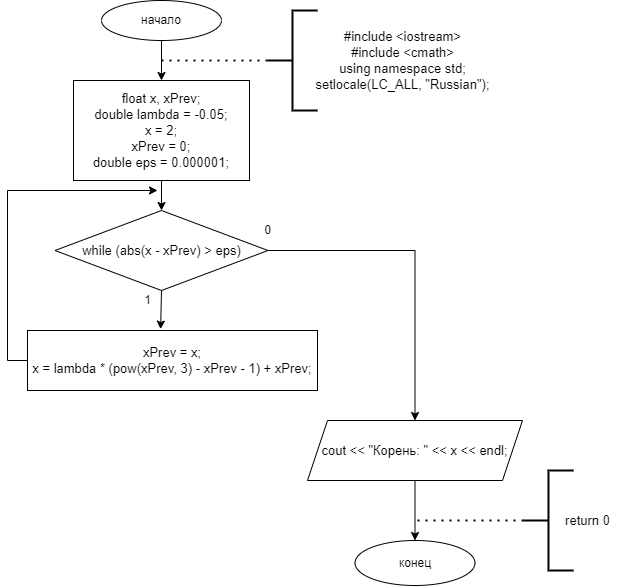 начало
#include <iostream>
#include <cmath>
using namespace std;
setlocale(LC_ALL, "Russian");
float x, xPrev;
double lambda = -0.05;
x = 2;
xPrev = 0;
double eps = 0.000001;
while (abs(x - xPrev) > eps)
0
1
xPrev = x;
x = lambda * (pow(xPrev, 3) - xPrev - 1) + xPrev;
cout << "Корень: " << x << endl;
return 0
конец